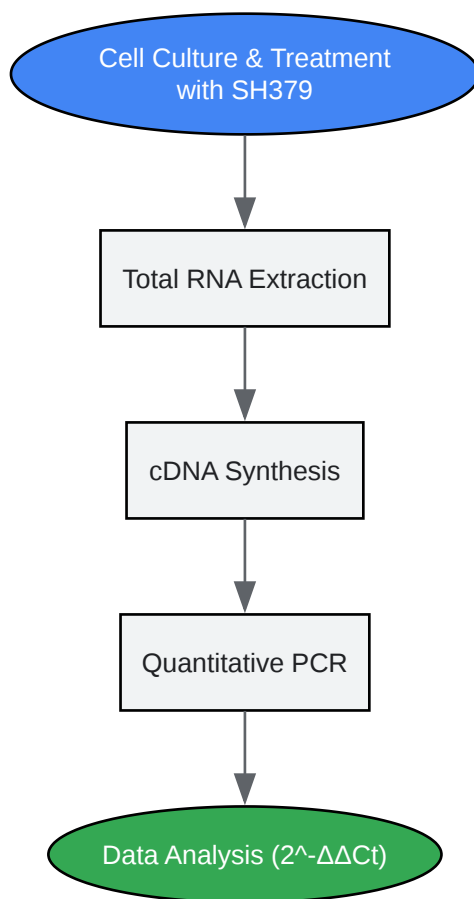 Cell Culture & Treatment
with SH379
Total RNA Extraction
cDNA Synthesis
Quantitative PCR
Data Analysis (2^-ΔΔCt)